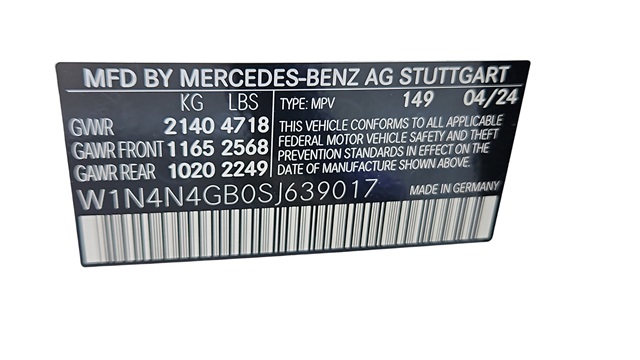 MFD BY MERCEDES-BENZ AG STUTTGART
KG LBS TYPE: MPV 149 04/24
GVWR 2140 4718 THIS VEHICLE CONFORMS TO ALL APPLICABLE
GAWR FRONT 1165 2568 FEDERAL MOTOR VEHICLE SAFETY AND THEFT
PREVENTION STANDARDS IN EFFECT ON THE
GAWR REAR 1020 2249 DATE OF MANUFACTURE SHOWN ABOVE.
W1N4N4GB0SJ639017 MADE IN GERMANY